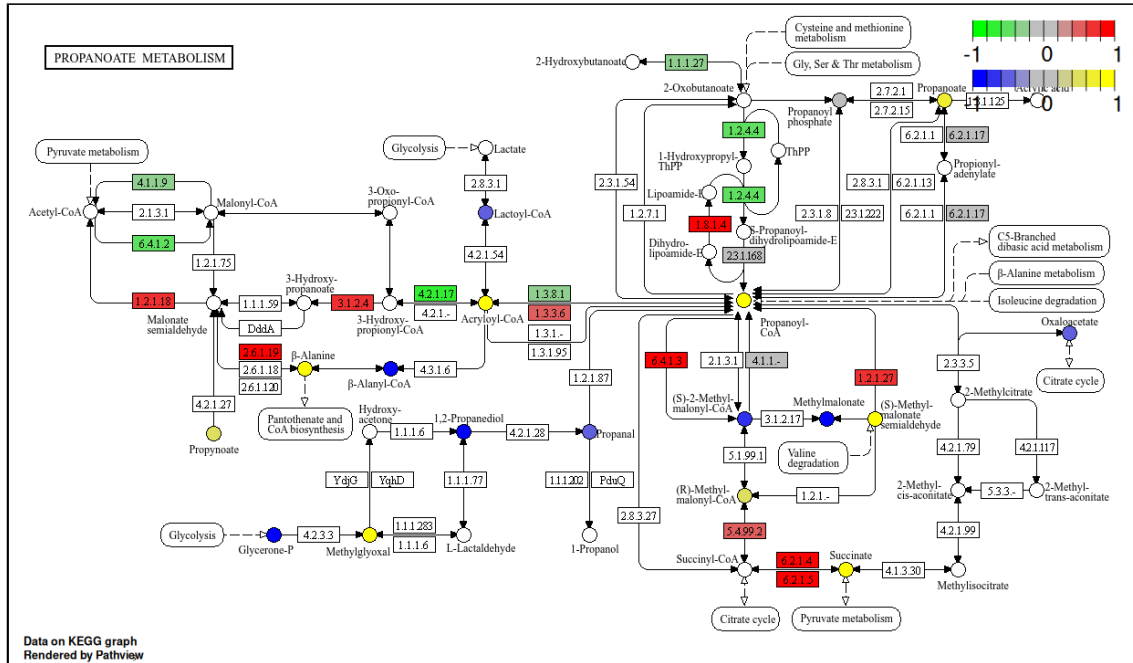 PROPANOATE METABOLISM
Cysteine and methionine
metabolism
Gly, Ser & Thr metabolism
-1 0 1
-1 0 1
2-Hydroxybutanoate
1.1.1.27
2-Oxobutanoate
Propanoyl
phosphate
2.7.2.1
2.7.2.15
Propanoate
Acrylic acid
1.2.4.4
ThPP
1-Hydroxypropyl-
ThPP
6.2.1.1
6.2.1.17
Propionyl-
adenylate
Pyruvate metabolism
Glycolysis
Lactate
2.8.3.1
4.1.1.9
Acetyl-CoA
2.1.3.1
Malonyl-CoA
6.4.1.2
3-Oxo-
propionyl-CoA
Lactoyl-CoA
2.3.1.54
1.2.7.1
Lipoamide-E
1.2.4.4
1.8.1.4
S-Propanoyl-
dihydrolipoamide-E
Dihydro-
lipoamide-E
2.3.1.168
2.3.1.8
2.3.1.222
2.8.3.1
6.2.1.13
6.2.1.1
6.2.1.17
C5-Branched
dibasic acid metabolism
β-Alanine metabolism
Isoleucine degradation
1.2.1.75
4.2.1.54
3-Hydroxy-
propanoate
1.2.1.18
Malonate
semialdehyde
1.1.1.59
DddA
3.1.2.4
3-Hydroxy-
propionyl-CoA
4.2.1.17
4.2.1.-
Acryloyl-CoA
1.3.8.1
1.3.3.6
1.3.1.-
1.3.1.95
Propanoyl-
CoA
Oxaloacetate
2.6.1.19
2.6.1.18
2.6.1.120
β-Alanine
β-Alanyl-CoA
4.3.1.6
1.2.1.87
6.4.1.3
2.1.3.1
4.1.1.-
1.2.1.27
2.3.3.5
Citrate cycle
4.2.1.27
Propynoate
Pantothenate and
CoA biosynthesis
Hydroxy-
acetone
1.1.1.6
1,2-Propanediol
4.2.1.28
Propanal
(S)-2-Methyl-
malonyl-CoA
Methylmalonate
3.1.2.17
(S)-Methyl-
malonate
semialdehyde
2-Methylcitrate
Valine
degradation
5.1.99.1
4.2.1.79
4.2.1.117
YdjG
YqhD
1.1.1.77
1.1.1.202
PduQ
(R)-Methyl-
malonyl-CoA
1.2.1.-
2-Methyl-
cis-aconitate
5.3.3.-
2-Methyl-
trans-aconitate
Glycolysis
Glycerone-P
4.2.3.3
Methylglyoxal
1.1.1.283
1.1.1.6
L-Lactaldehyde
1-Propanol
2.8.3.27
5.4.99.2
4.2.1.99
Succinyl-CoA
6.2.1.4
6.2.1.5
Succinate
4.1.3.30
Methylisocitrate
Citrate cycle
Pyruvate metabolism
Data on KEGG graph
Rendered by Pathview